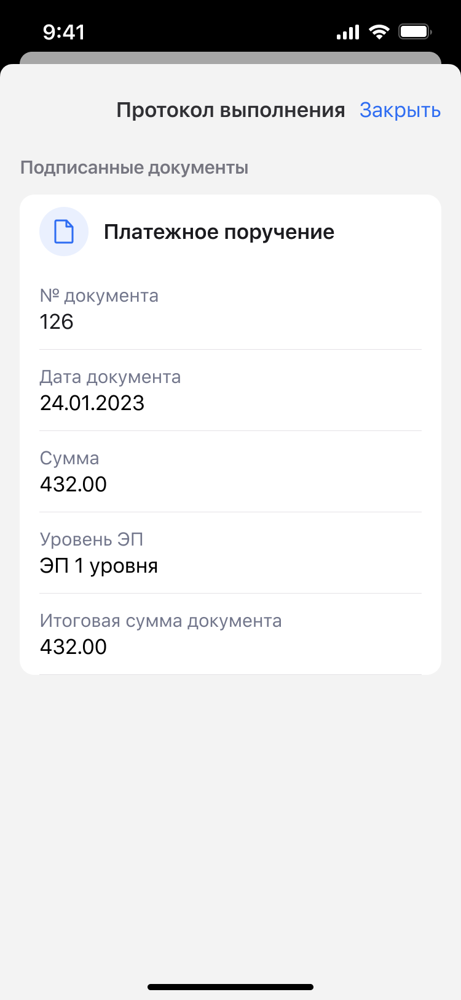 9:41
Протокол выполнения Закрыть
Подписанные документы
Платежное поручение
№ документа
126
Дата документа
24.01.2023
Сумма
432.00
Уровень ЭП
ЭП 1 уровня
Итоговая сумма документа
432.00